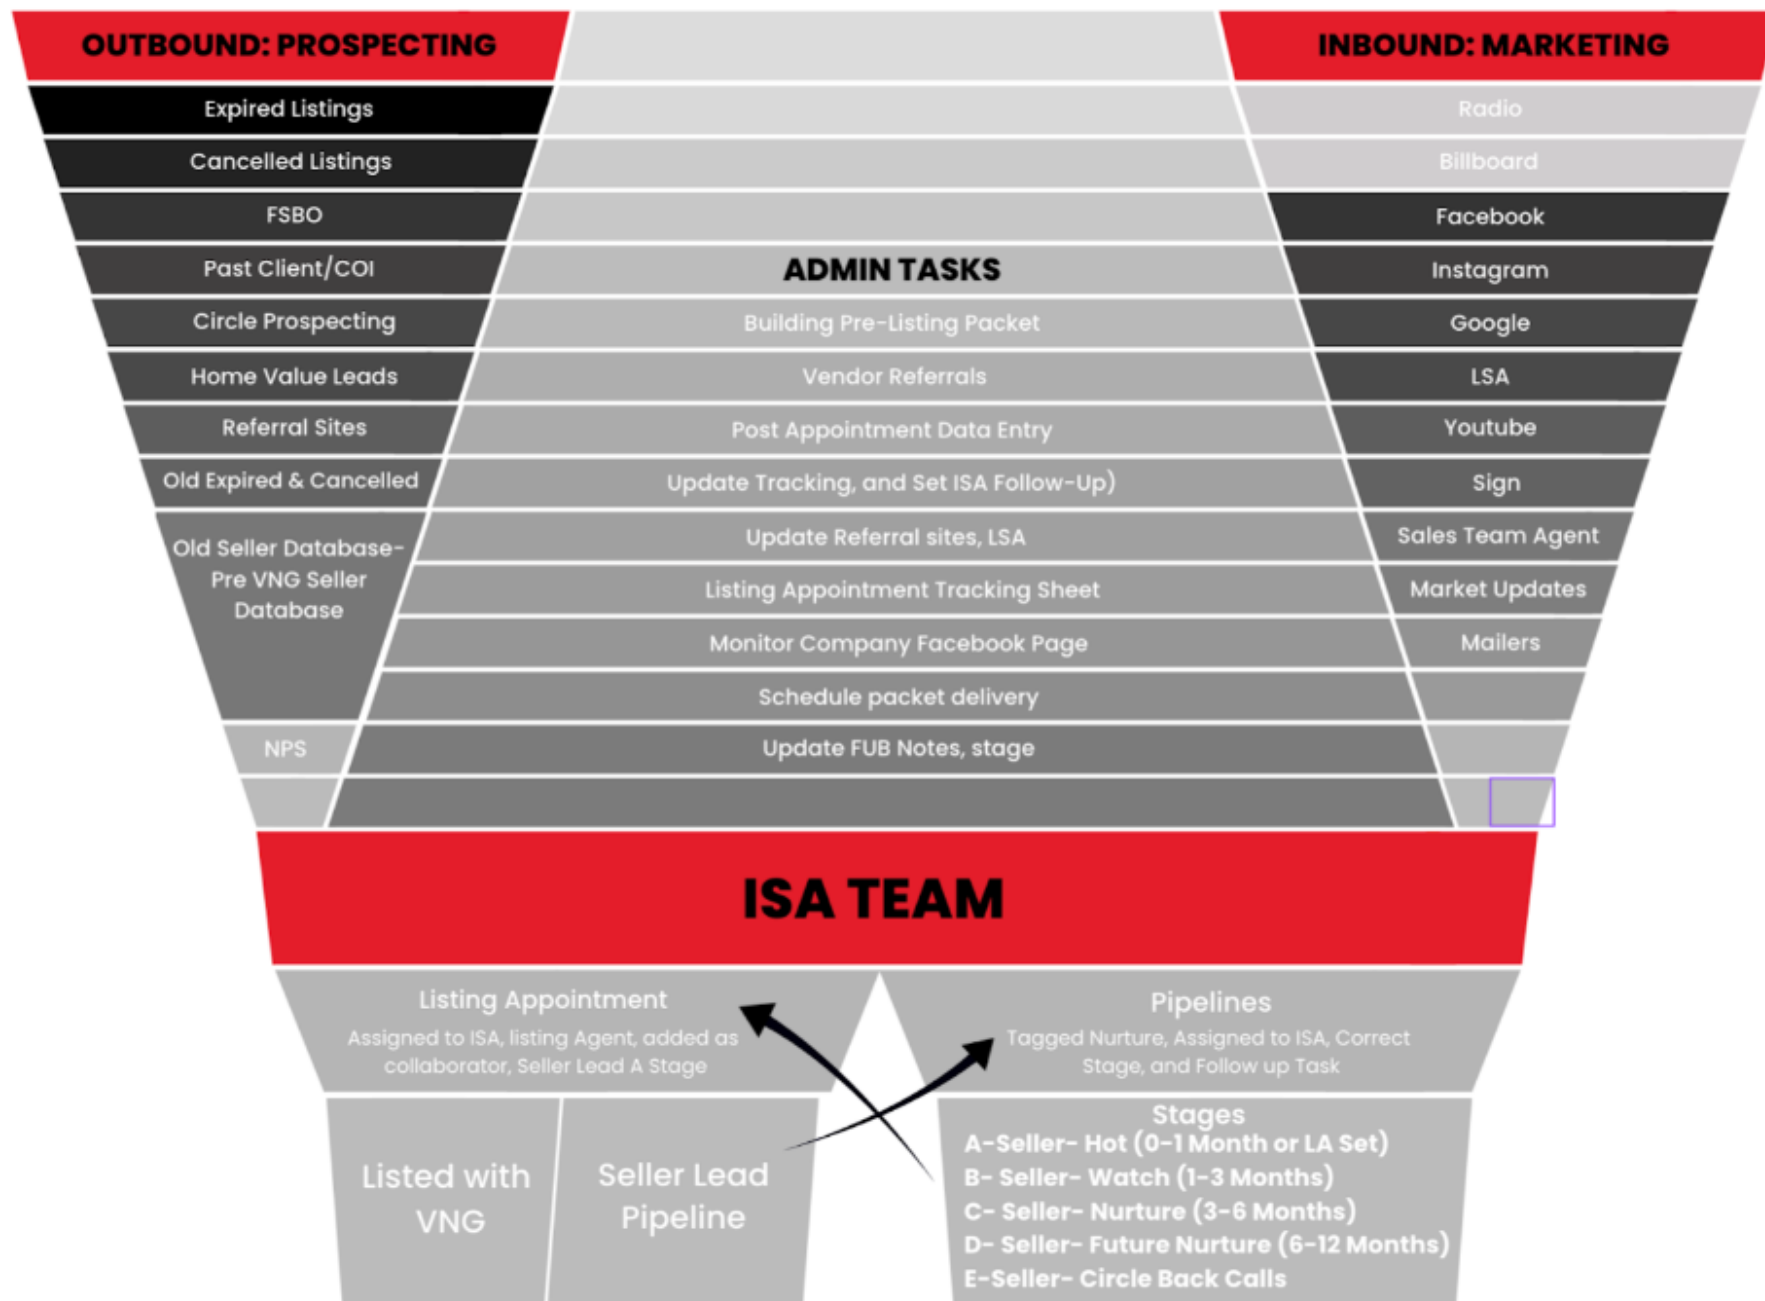 OUTBOUND: PROSPECTING
Expired Listings
Cancelled Listings
FSBO
Past Client/COI
Circle Prospecting
Home Value Leads
Referral Sites
Old Expired & Cancelled
Old Seller Database-
Pre VNG Seller
Database
NPS
ADMIN TASKS
Building Pre-Listing Packet
Vendor Referrals
Post Appointment Data Entry
Update Tracking, and Set ISA Follow-Up)
Update Referral sites, LSA
Listing Appointment Tracking Sheet
Monitor Company Facebook Page
Schedule packet delivery
Update FUB Notes, stage
INBOUND: MARKETING
Radio
Billboard
Facebook
Instagram
Google
LSA
Youtube
Sign
Sales Team Agent
Market Updates
Mailers
ISA TEAM
Listing Appointment
Assigned to ISA, listing Agent, added as
collaborator, Seller Lead A Stage
Listed with
VNG
Seller Lead
Pipeline
Pipelines
Tagged Nurture, Assigned to ISA, Correct
Stage, and Follow up Task
Stages
A-Seller- Hot (0-1 Month or LA Set)
B- Seller- Watch (1-3 Months)
C- Seller- Nurture (3-6 Months)
D- Seller- Future Nurture (6-12 Months)
E-Seller- Circle Back Calls